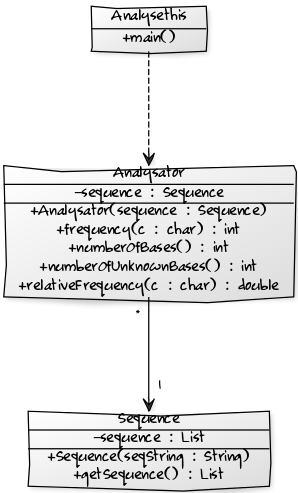 Analysethis
+main()
Analysator
-sequence : Sequence
+Analysator(sequence : Sequence)
+frequency(c : char) : int
+numberOfBases() : int
+numberOfUnknownBases() : int
+relativeFrequency(c : char) : double
*
1
Sequence
-sequence : List
+Sequence(seqString : String)
+getSequence() : List